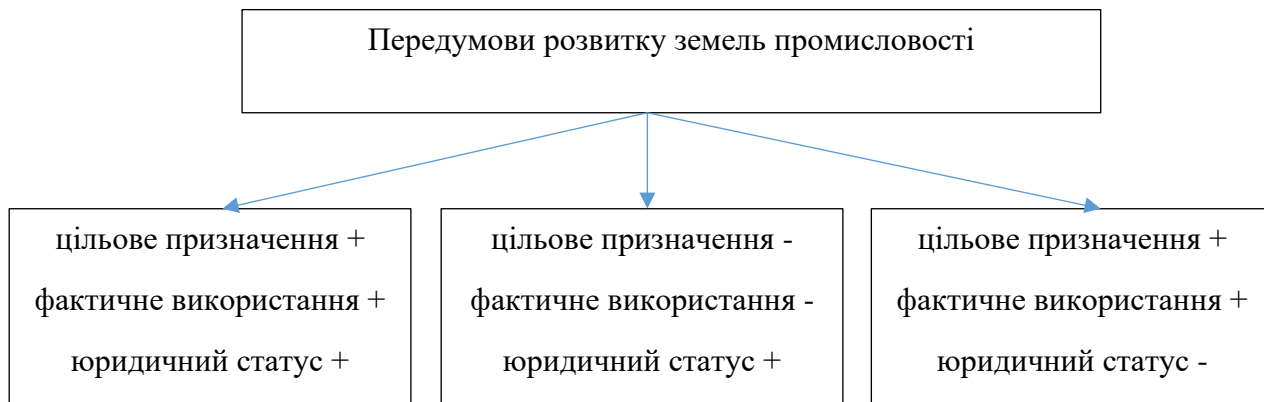 Передумови розвитку земель промисловості
цільове призначення +
фактичне використання +
юридичний статус +
цільове призначення -
фактичне використання -
юридичний статус +
цільове призначення +
фактичне використання +
юридичний статус -